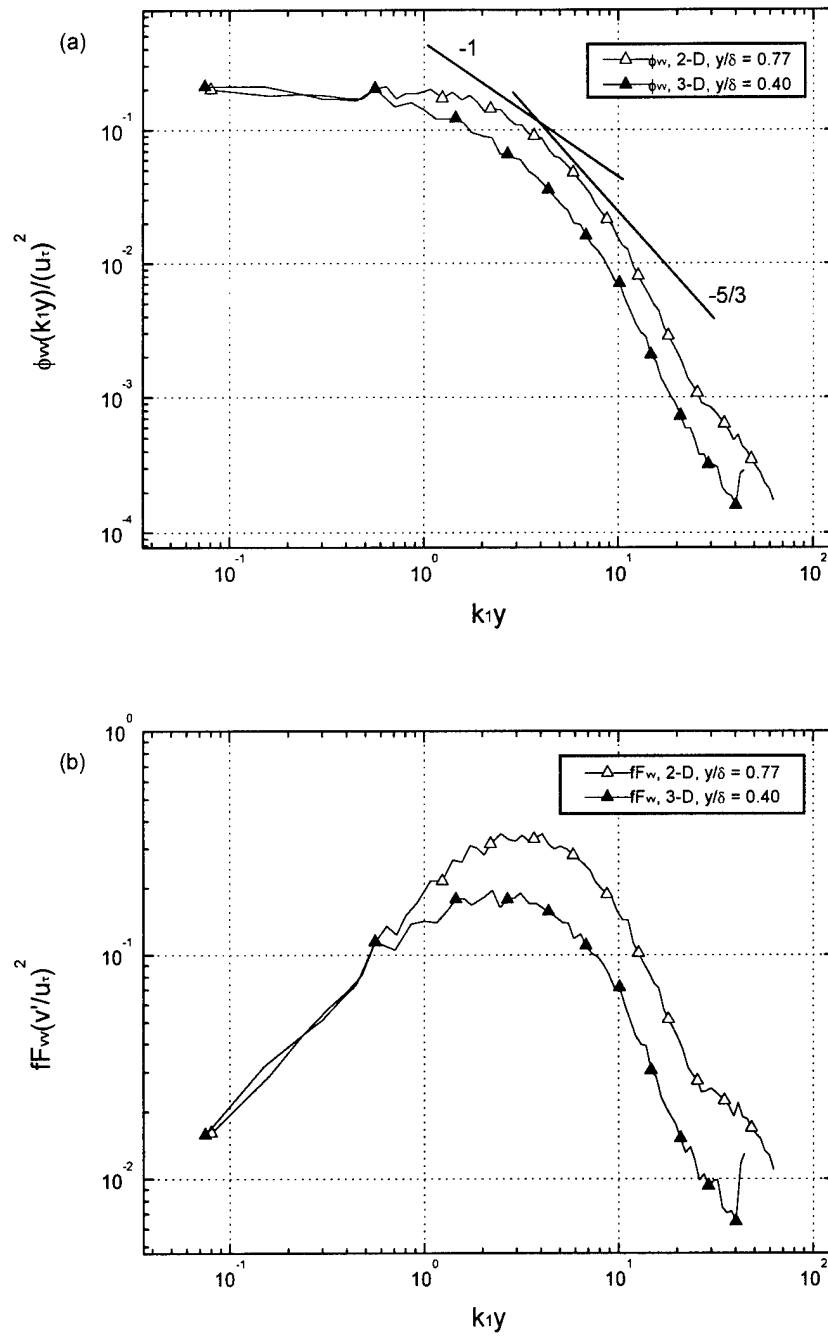 (a)
-1
ϕvv, 2-D, y/δ = 0.77
ϕvv, 3-D, y/δ = 0.40
-5/3
10⁻¹
10⁻²
10⁻³
10⁻⁴
ϕvv(k₁y)/(uτ)²
10⁻¹ 10⁰ 10¹ 10²
k₁y
(b)
fFvv, 2-D, y/δ = 0.77
fFvv, 3-D, y/δ = 0.40
10⁰
10⁻¹
10⁻²
fFvv(v'/uτ)²
10⁻¹ 10⁰ 10¹ 10²
k₁y